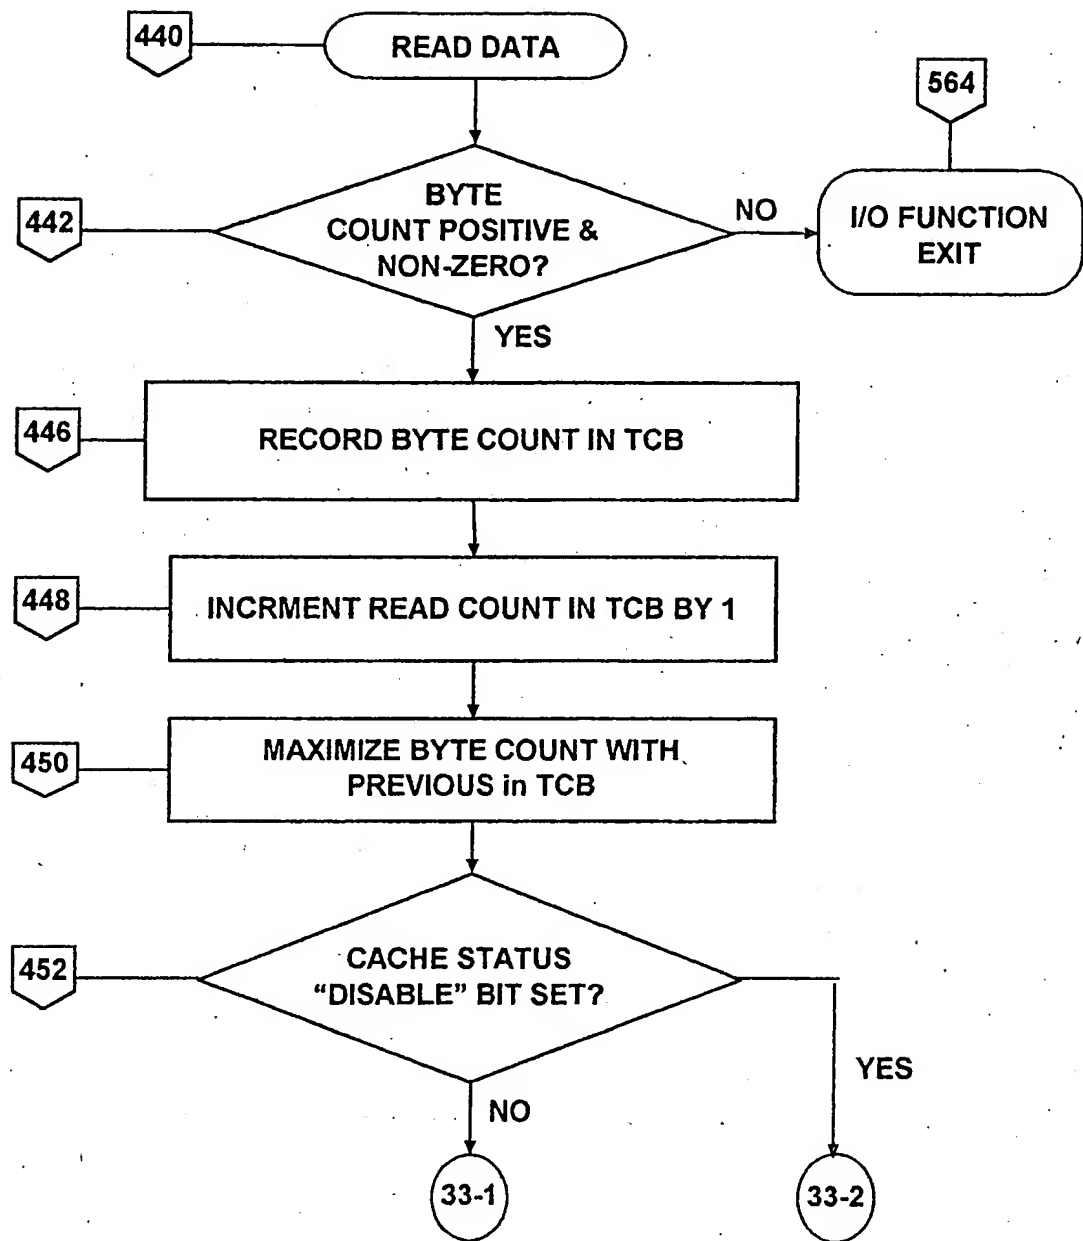 440
READ DATA
564
442
BYTE
COUNT POSITIVE &
NON-ZERO?
NO
I/O FUNCTION
EXIT
YES
446
RECORD BYTE COUNT IN TCB
448
INCRMENT READ COUNT IN TCB BY 1
450
MAXIMIZE BYTE COUNT WITH
PREVIOUS in TCB
452
CACHE STATUS
“DISABLE” BIT SET?
YES
NO
33-1
33-2